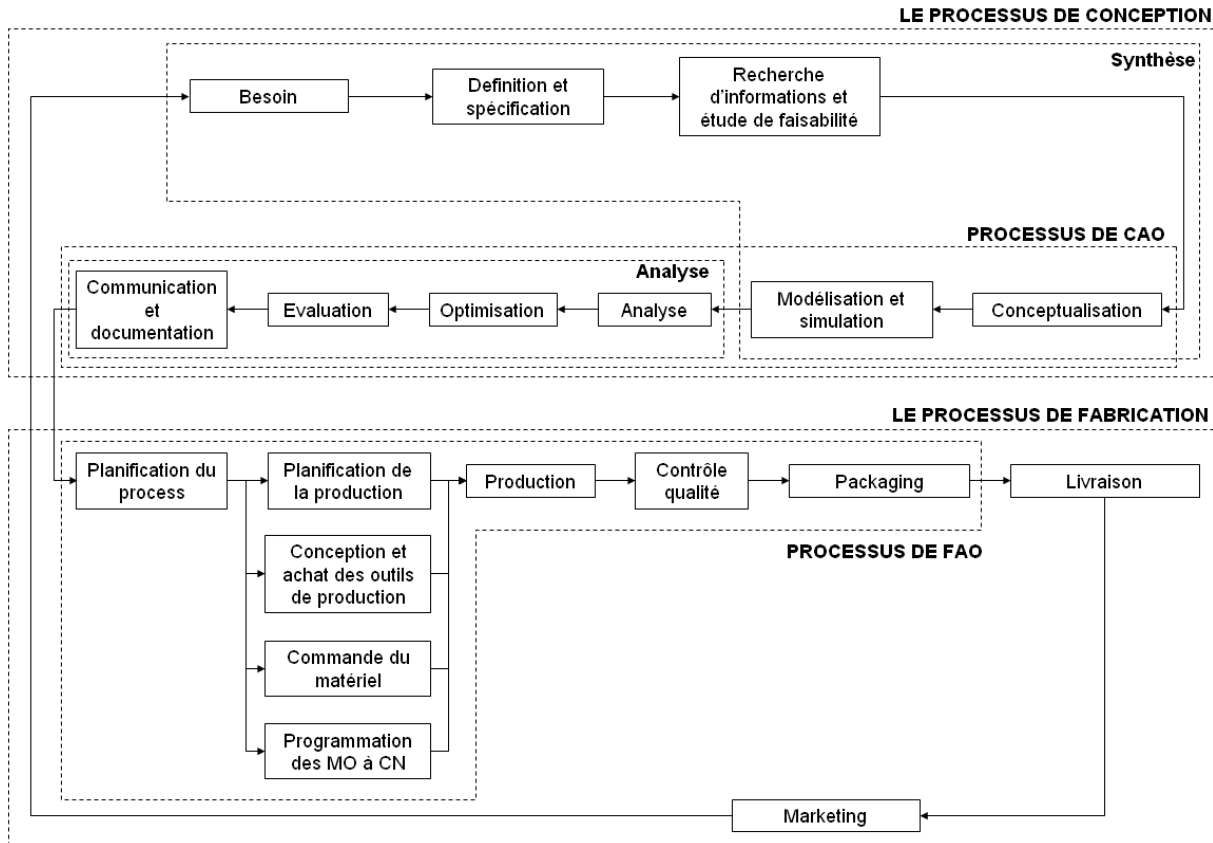 LE PROCESSUS DE CONCEPTION
Synthèse
Besoin
Definition et
spécification
Recherche
d'informations et
étude de faisabilité
PROCESSUS DE CAO
Analyse
Communication
et
documentation
Evaluation
Optimisation
Analyse
Modélisation et
simulation
Conceptualisation
LE PROCESSUS DE FABRICATION
Planification du
process
Planification de
la production
Production
Contrôle
qualité
Packaging
Livraison
PROCESSUS DE FAO
Conception et
achat des outils
de production
Commande du
matériel
Programmation
des MO à CN
Marketing